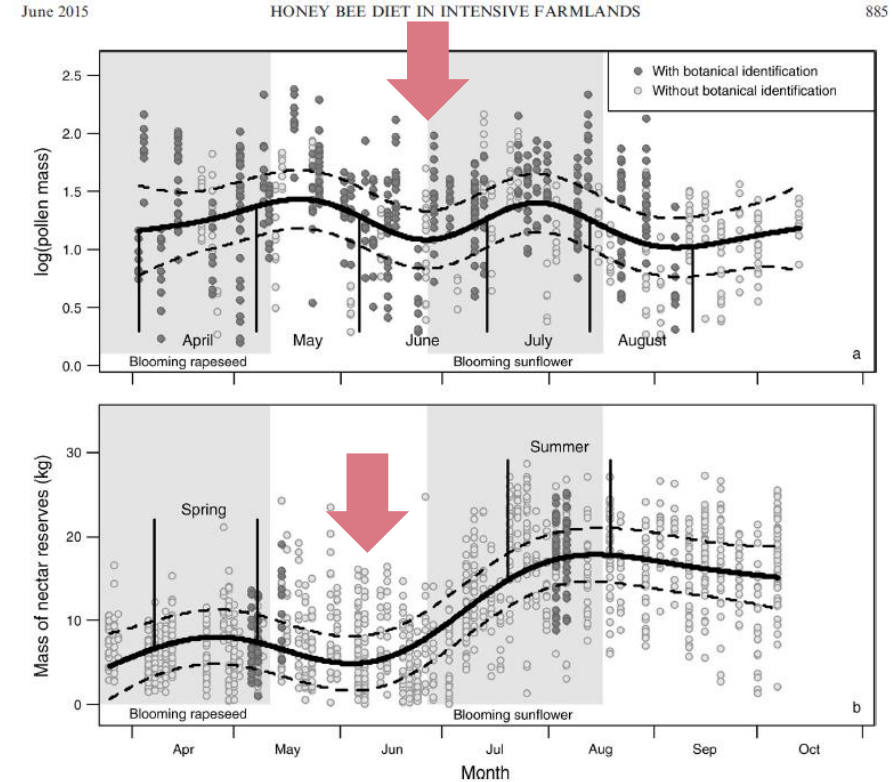 June 2015
HONEY BEE DIET IN INTENSIVE FARMLANDS
885
With botanical identification
Without botanical identification
log(pollen mass)
2.5
2.0
1.5
1.0
0.5
0.0
April
May
June
July
August
Blooming rapeseed
Blooming sunflower
a
Mass of nectar reserves (kg)
30
20
10
0
Spring
Summer
Blooming rapeseed
Blooming sunflower
b
Apr
May
Jun
Jul
Aug
Sep
Oct
Month